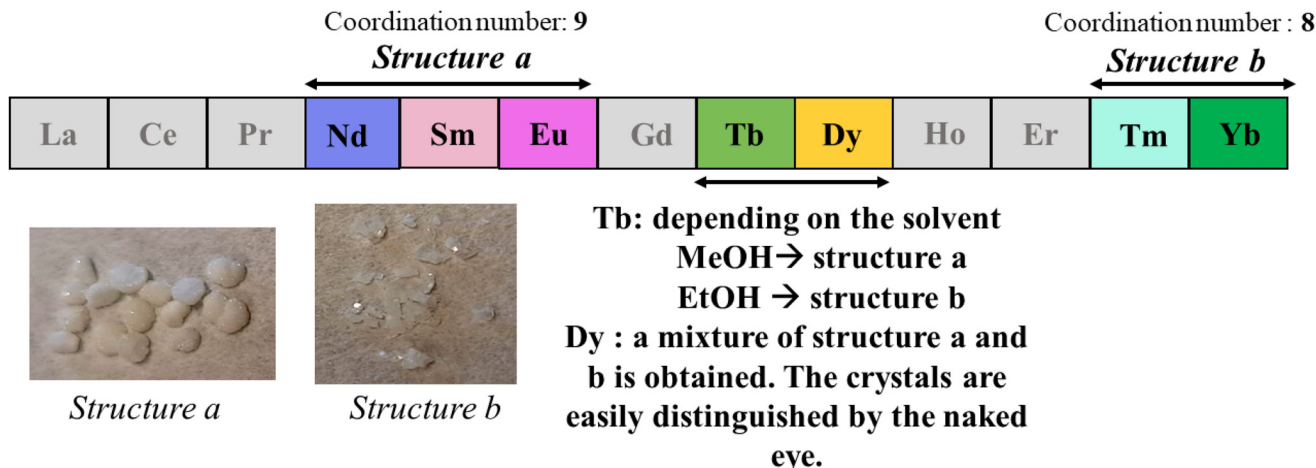 Coordination number: 9
Coordination number : 8
Structure a
Structure b
La Ce Pr Nd Sm Eu Gd Tb Dy Ho Er Tm Yb
Tb: depending on the solvent
MeOH→ structure a
EtOH → structure b
Dy : a mixture of structure a and
b is obtained. The crystals are
easily distinguished by the naked
eye.
Structure a
Structure b